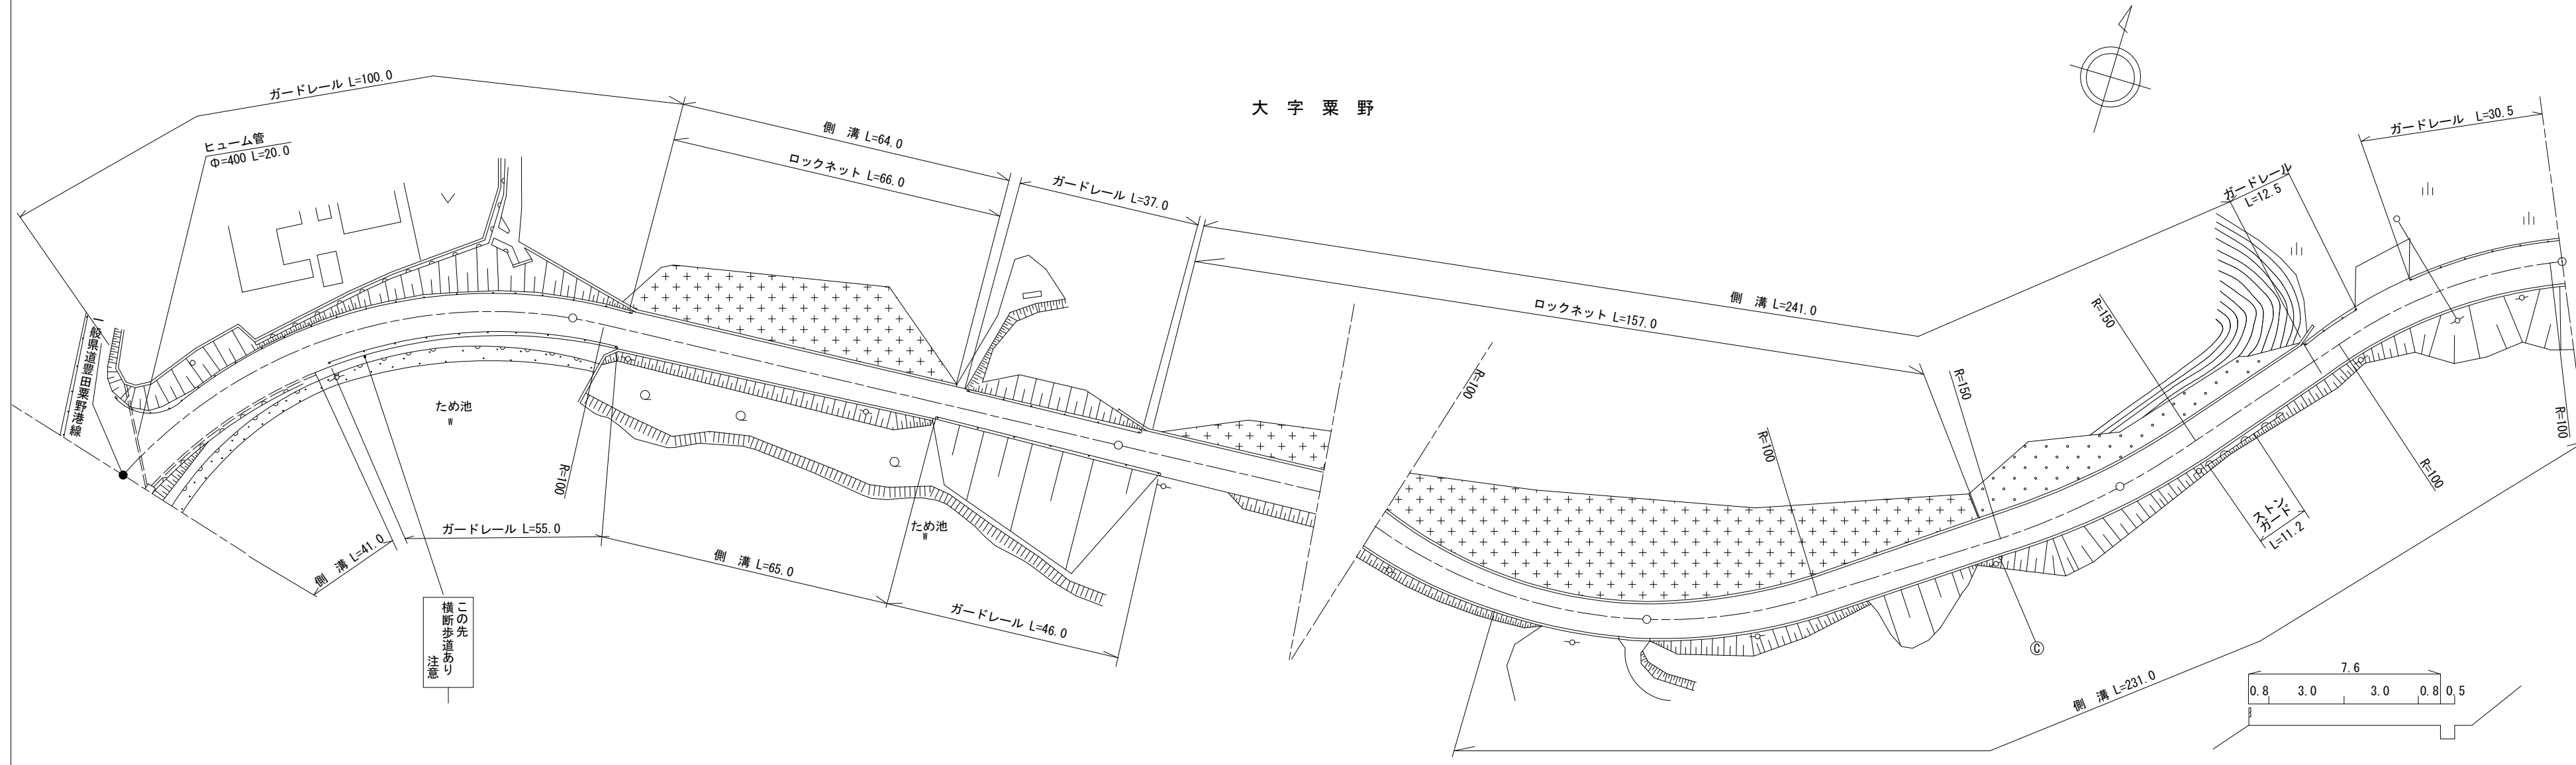 ガードレール L=100.0
ヒューム管
Φ=400 L=20.0
一般県道豊田粟野港線
側 溝 L=64.0
ロックネット L=66.0
ガードレール L=37.0
大 字 粟 野
側 溝 L=241.0
ロックネット L=157.0
ガードレール
L=12.5
ガードレール L=30.5
ため池
W
R=100
側 溝 L=41.0
ガードレール L=55.0
側 溝 L=65.0
ため池
W
ガードレール L=46.0
この先
横断歩道あり
注意
R=100
R=100
R=150
R=150
R=100
R=100
ストン
ガード
L=11.2
C
側 溝 L=231.0
7.6
0.8 3.0 3.0 0.8 0.5